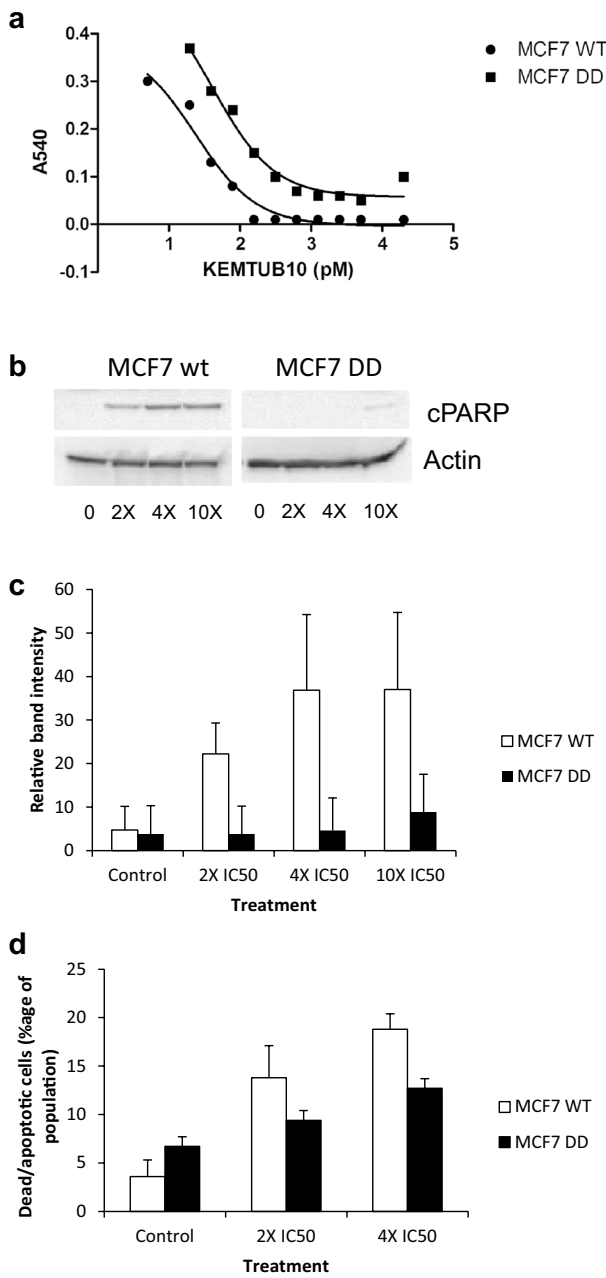 a
MCF7 WT
MCF7 DD
0.4
0.3
0.2
0.1
0.0
-0.1
A540
1 2 3 4 5
KEMTUB10 (pM)
b
MCF7 wt MCF7 DD
cPARP
Actin
0 2X 4X 10X 0 2X 4X 10X
c
60
50
40
30
20
10
0
Relative band intensity
Control 2X IC50 4X IC50 10X IC50
Treatment
MCF7 WT
MCF7 DD
d
25
20
15
10
5
0
Dead/apoptotic cells (%age of
population)
Control 2X IC50 4X IC50
Treatment
MCF7 WT
MCF7 DD